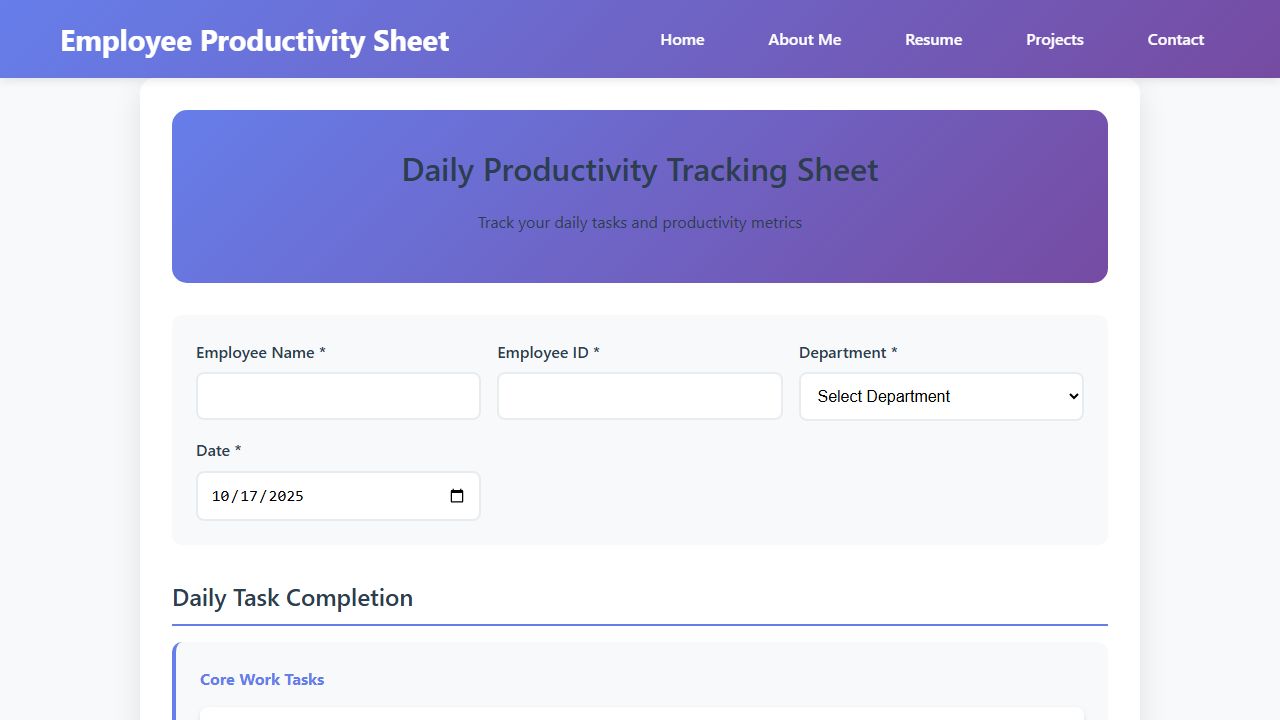 Employee Productivity Sheet
Home
About Me
Resume
Projects
Contact
Daily Productivity Tracking Sheet
Track your daily tasks and productivity metrics
Employee Name *
Employee ID *
Department *
Select Department
Date *
10/17/2025
Daily Task Completion
Core Work Tasks